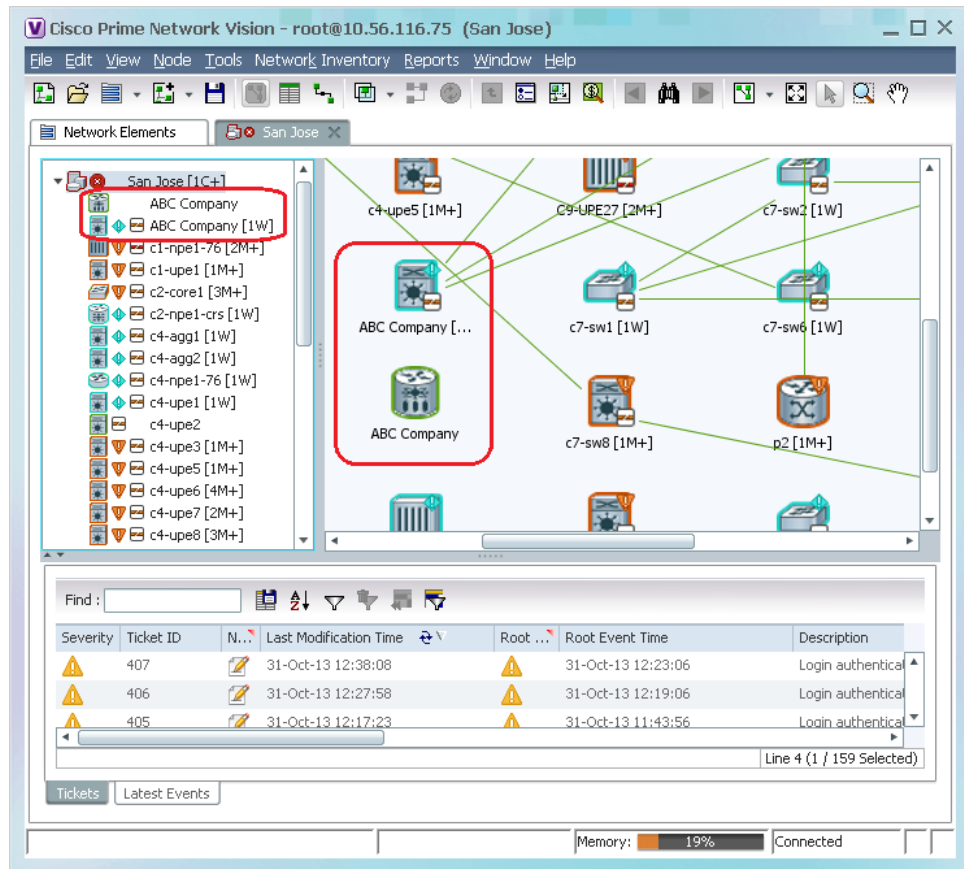 Cisco Prime Network Vision - root@10.56.116.75 (San Jose)
File Edit View Node Tools Network Inventory Reports Window Help
Network Elements
San Jose
San Jose [1C+]
ABC Company
ABC Company [1W]
c1-npe1-76 [2M+]
c1-upe1 [1M+]
c2-core1 [3M+]
c2-npe1-crs [1W]
c4-agg1 [1W]
c4-agg2 [1W]
c4-npe1-76 [1W]
c4-upe1 [1W]
c4-upe2
c4-upe3 [1M+]
c4-upe5 [1M+]
c4-upe6 [4M+]
c4-upe7 [2M+]
c4-upe8 [3M+]
c4-upe5 [1M+]
C9-UPE27 [2M+]
c7-sw2 [1W]
ABC Company [...
c7-sw1 [1W]
c7-sw6 [1W]
ABC Company
c7-sw8 [1M+]
p2 [1M+]
Find :
Severity Ticket ID N... Last Modification Time Root ... Root Event Time Description
407 31-Oct-13 12:38:08 31-Oct-13 12:23:06 Login authentical
406 31-Oct-13 12:27:58 31-Oct-13 12:19:06 Login authentical
405 31-Oct-13 12:17:23 31-Oct-13 11:43:56 Login authentical
Line 4 (1 / 159 Selected)
Tickets
Latest Events
Memory: 19% Connected